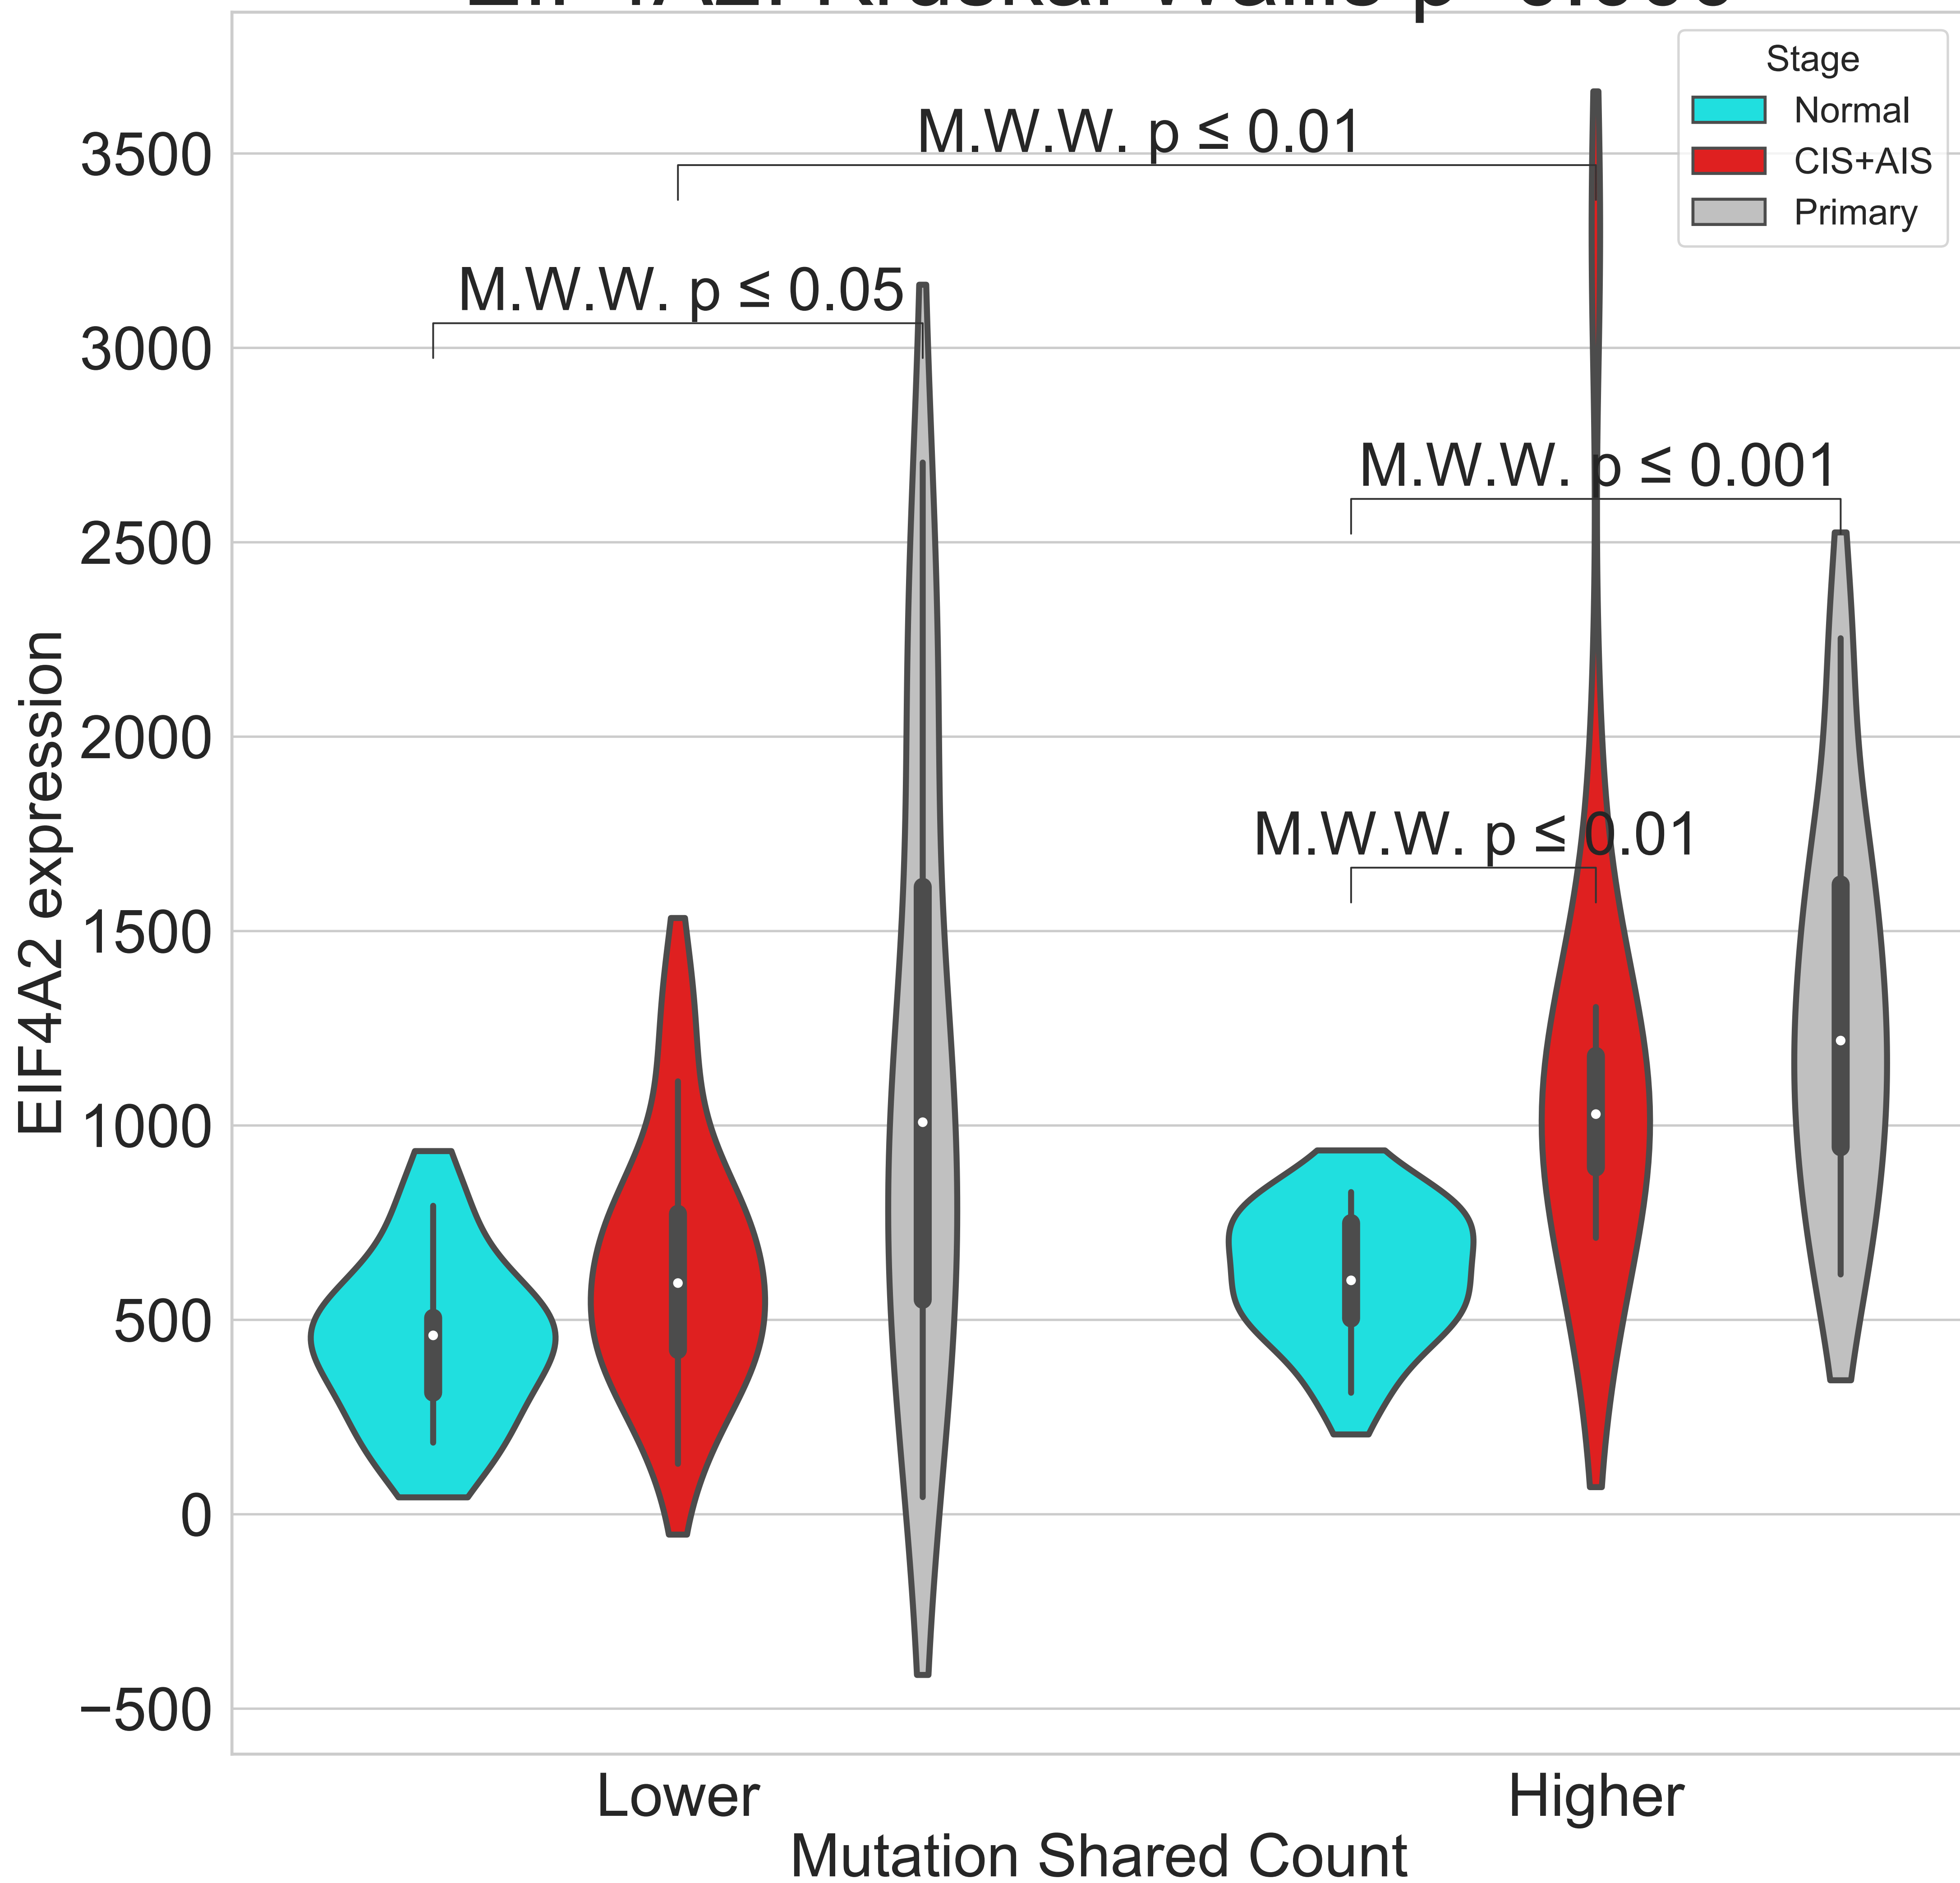 Stage
Normal
CIS+AIS
Primary
M.W.W. p ≤ 0.01
M.W.W. p ≤ 0.05
M.W.W. p ≤ 0.001
M.W.W. p ≤ 0.01
3500
3000
2500
2000
1500
1000
500
0
−500
EIF4A2 expression
Lower
Higher
Mutation Shared Count